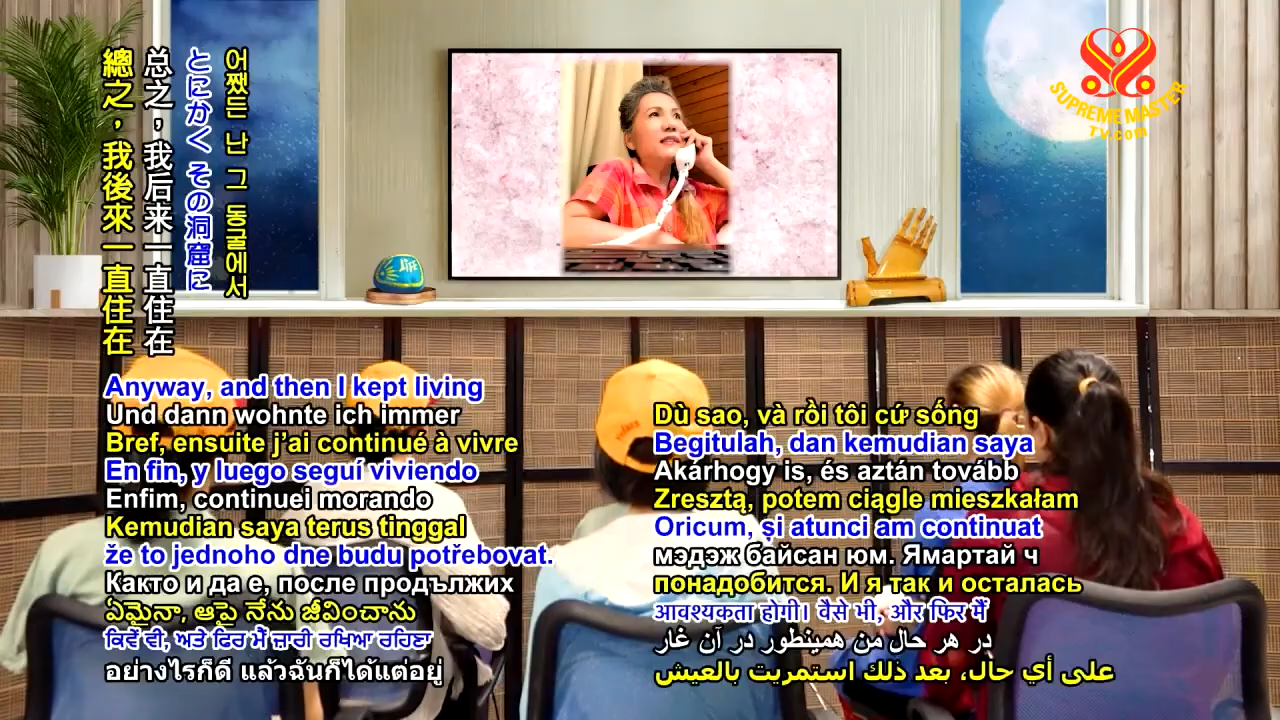 總之，我後來一直住在
总之，我后来一直住在
とにかく その洞窟に
어쨌든 난 그 동굴에서
SUPREME MASTER
TV.com
LIFE
Anyway, and then I kept living
Und dann wohnte ich immer
Bref, ensuite j’ai continué à vivre
En fin, y luego seguí viviendo
Enfim, continuei morando
Kemudian saya terus tinggal
že to jednoho dne budu potřebovat.
Както и да е, после продължих
ఏమైనా, ఆపై నేను జీవించాను
ਕਿਵੇਂ ਵੀ, ਅਤੇ ਫਿਰ ਮੈਂ ਜ਼ਾਰੀ ਰਖਿਆ ਰਹਿਣਾ
อย่างไรก็ดี แล้วฉันก็ได้แต่อยู่
Dù sao, và rồi tôi cứ sống
Begitulah, dan kemudian saya
Akárhogy is, és aztán tovább
Zresztą, potem ciągle mieszkałam
Oricum, și atunci am continuat
мэдэж байсан юм. Ямартай ч
понадобится. И я так и осталась
आवश्यकता होगी। वैसे भी, और फिर मैं
در هر حال من همینطور در آن غار
على أي حال، بعد ذلك استمريت بالعيش